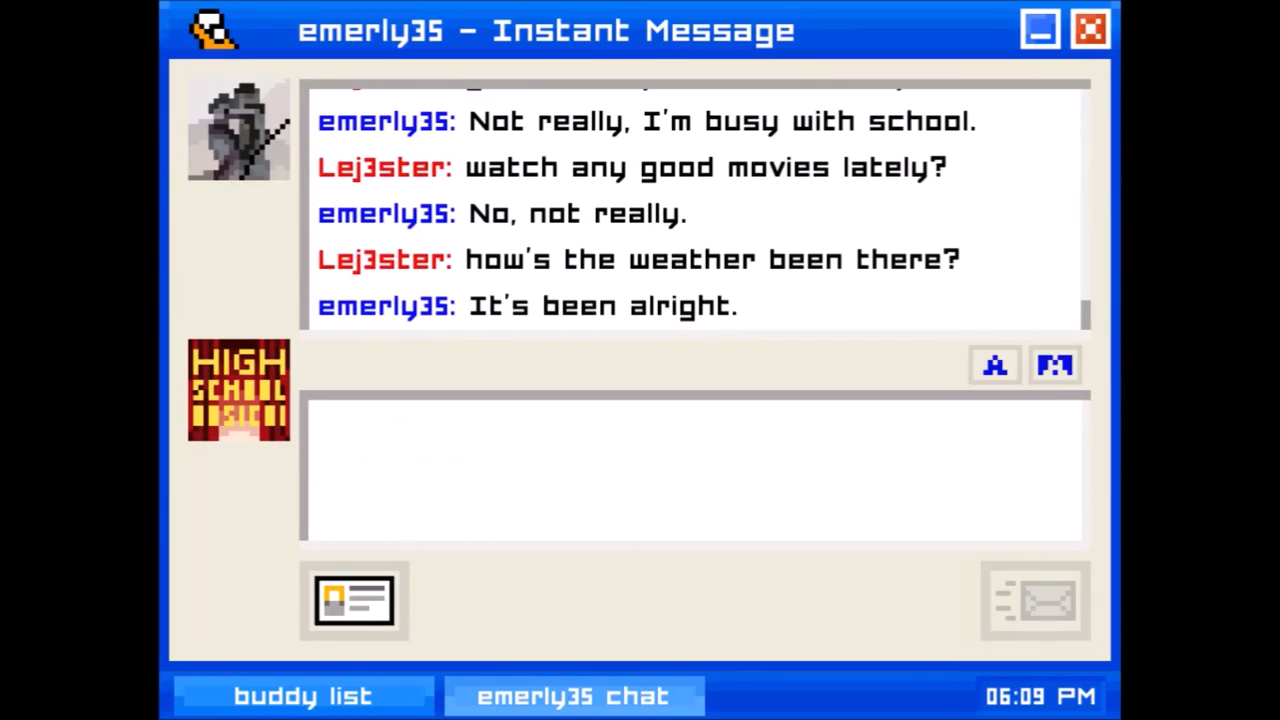 emerly35 - Instant Message
emerly35: Not really, I'm busy with school.
Lej3ster: watch any good movies lately?
emerly35: No, not really.
Lej3ster: how's the weather been there?
emerly35: It's been alright.
HIGH
SCHOOL
A
buddy list
emerly35 chat
06:09 PM